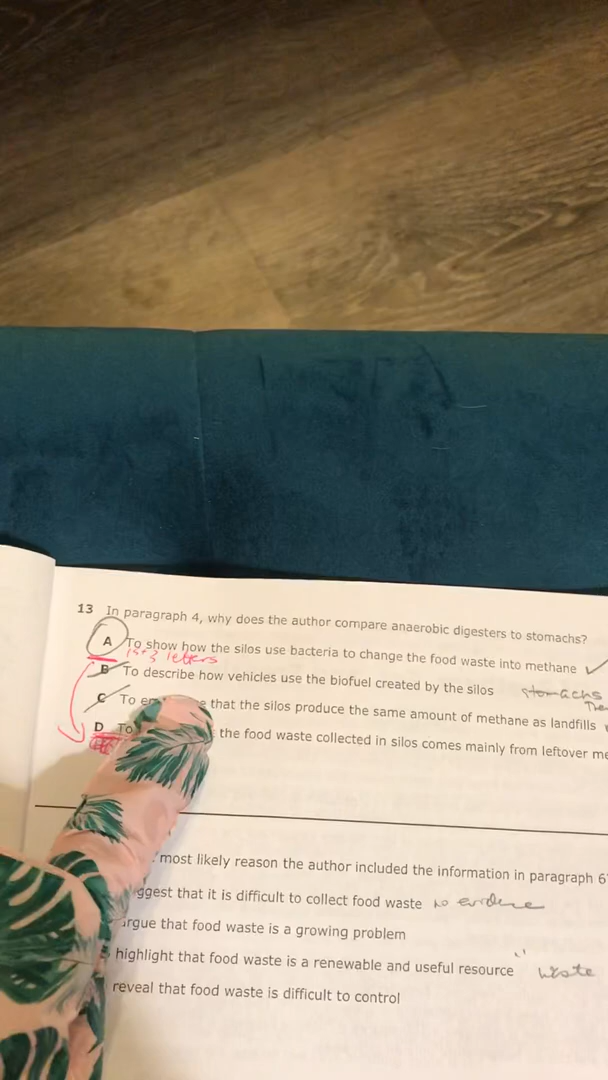 13 In paragraph 4, why does the author compare anaerobic digesters to stomachs?
A To show how the silos use bacteria to change the food waste into methane
1st 3 letters
B To describe how vehicles use the biofuel created by the silos stomachs
C To that the silos produce the same amount of methane as landfills
D To the food waste collected in silos comes mainly from leftover me
most likely reason the author included the information in paragraph 6
ggest that it is difficult to collect food waste no evidence
rgue that food waste is a growing problem
highlight that food waste is a renewable and useful resource waste
reveal that food waste is difficult to control